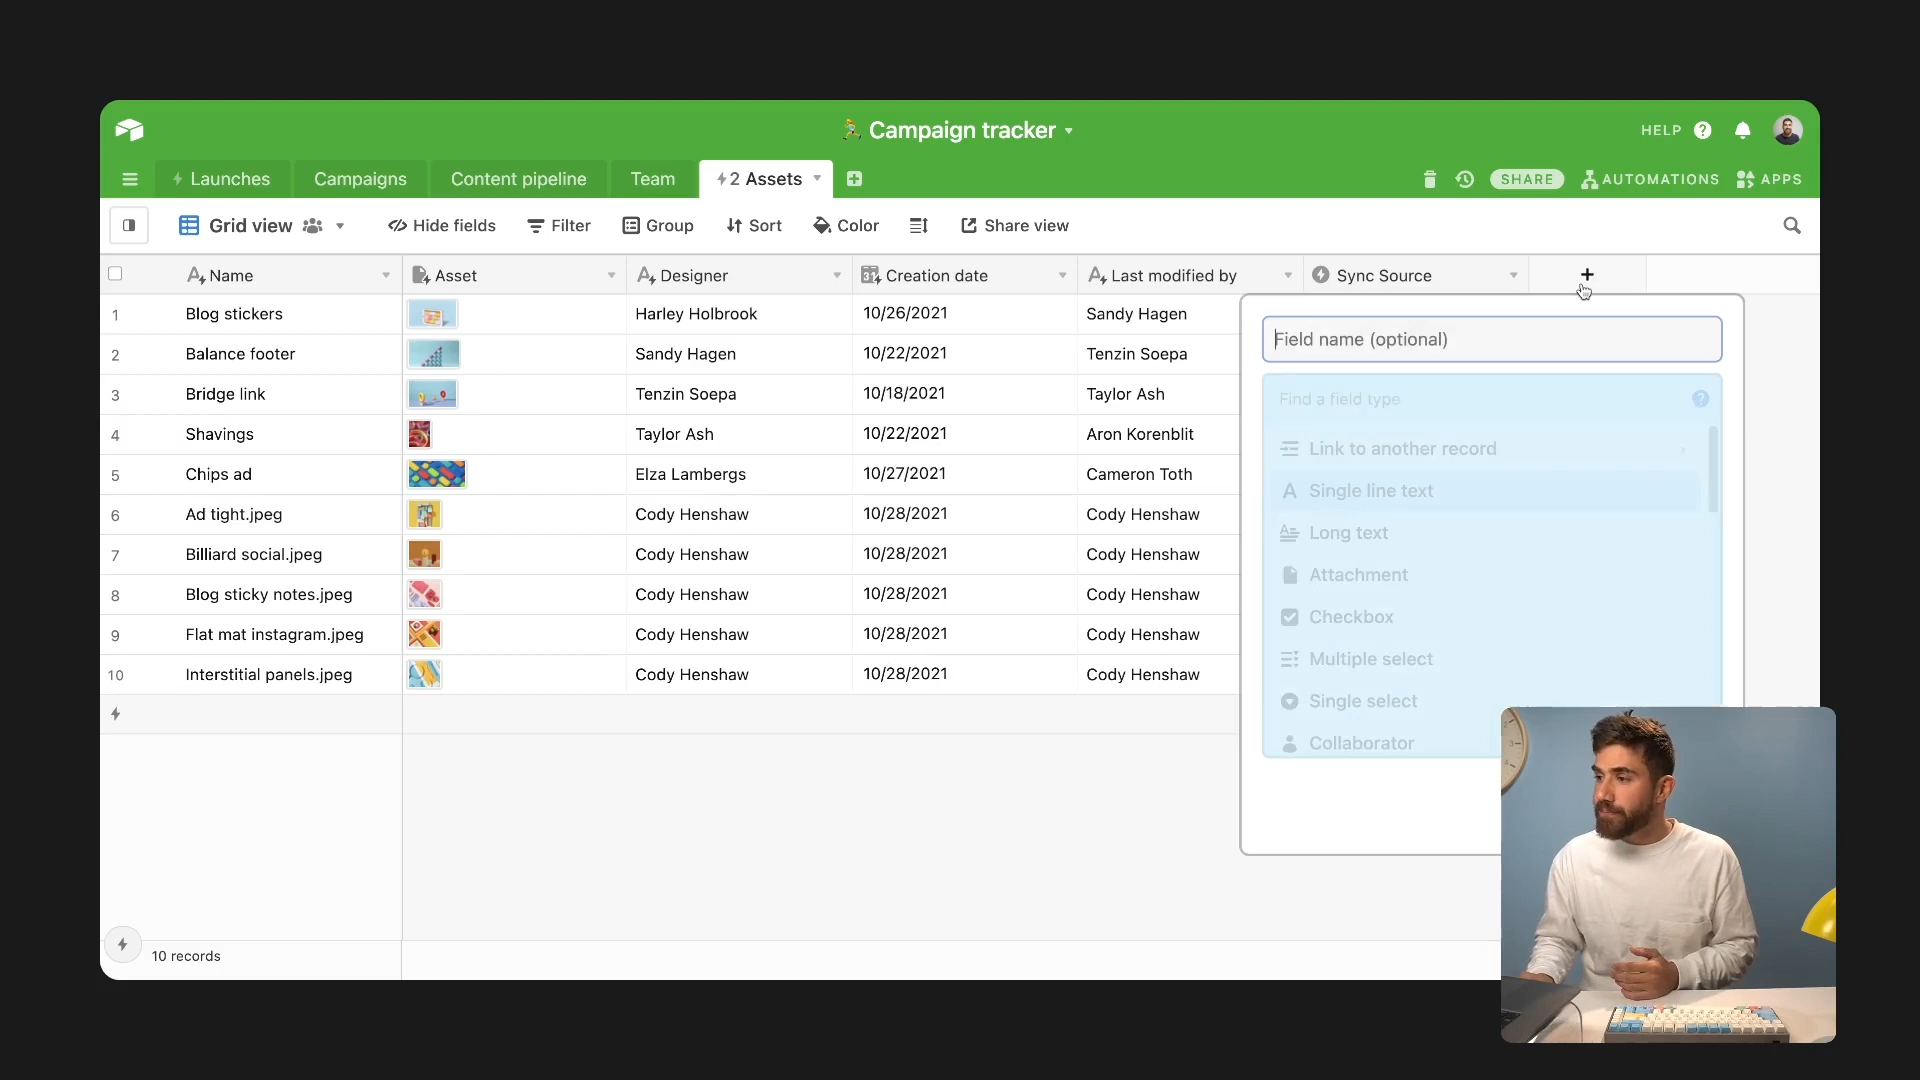 Campaign tracker
HELP
Launches
Campaigns
Content pipeline
Team
2 Assets
SHARE
AUTOMATIONS
APPS
Grid view
Hide fields
Filter
Group
Sort
Color
Share view
Name
Asset
Designer
31 Creation date
Last modified by
Sync Source
1 Blog stickers Harley Holbrook 10/26/2021 Sandy Hagen
2 Balance footer Sandy Hagen 10/22/2021 Tenzin Soepa
3 Bridge link Tenzin Soepa 10/18/2021 Taylor Ash
4 Shavings Taylor Ash 10/22/2021 Aron Korenblit
5 Chips ad Elza Lambergs 10/27/2021 Cameron Toth
6 Ad tight.jpeg Cody Henshaw 10/28/2021 Cody Henshaw
7 Billiard social.jpeg Cody Henshaw 10/28/2021 Cody Henshaw
8 Blog sticky notes.jpeg Cody Henshaw 10/28/2021 Cody Henshaw
9 Flat mat instagram.jpeg Cody Henshaw 10/28/2021 Cody Henshaw
10 Interstitial panels.jpeg Cody Henshaw 10/28/2021 Cody Henshaw
Field name (optional)
Find a field type
Link to another record
Single line text
Long text
Attachment
Checkbox
Multiple select
Single select
Collaborator
10 records